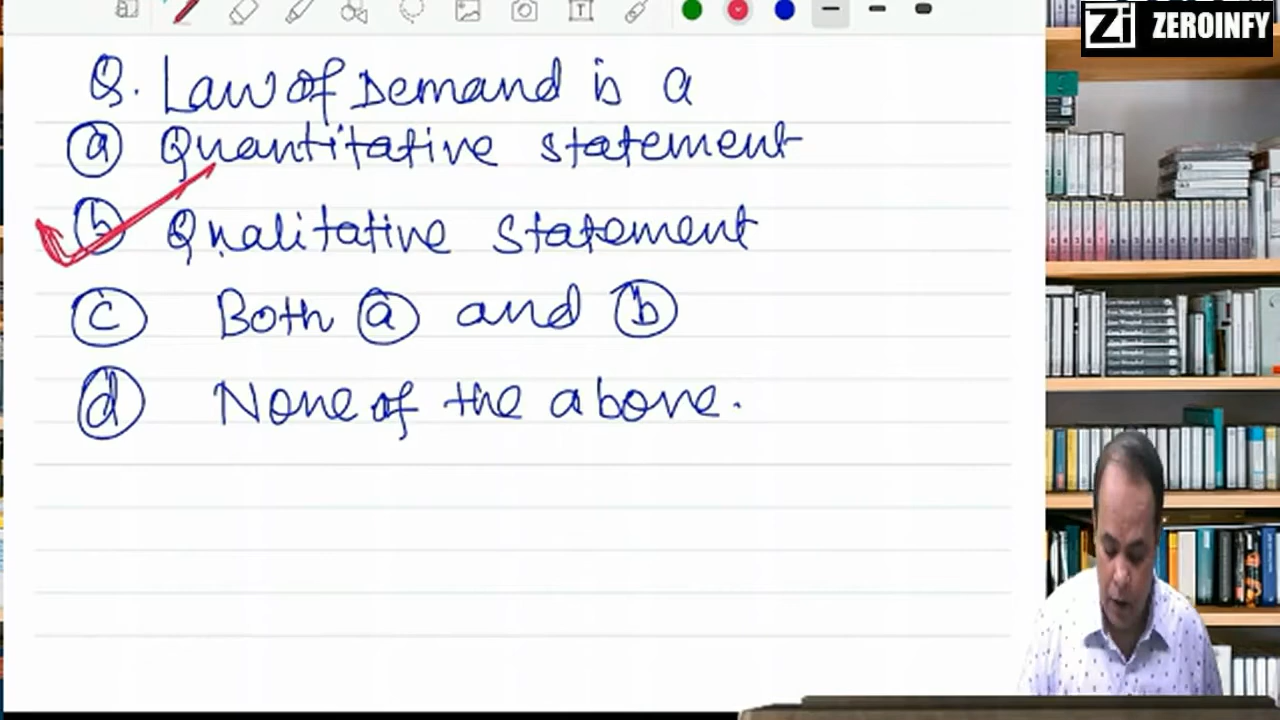 Zi ZEROINFY
Q. Law of Demand is a
(a) Quantitative statement
(b) Qualitative statement
(c) Both (a) and (b)
(d) None of the above.